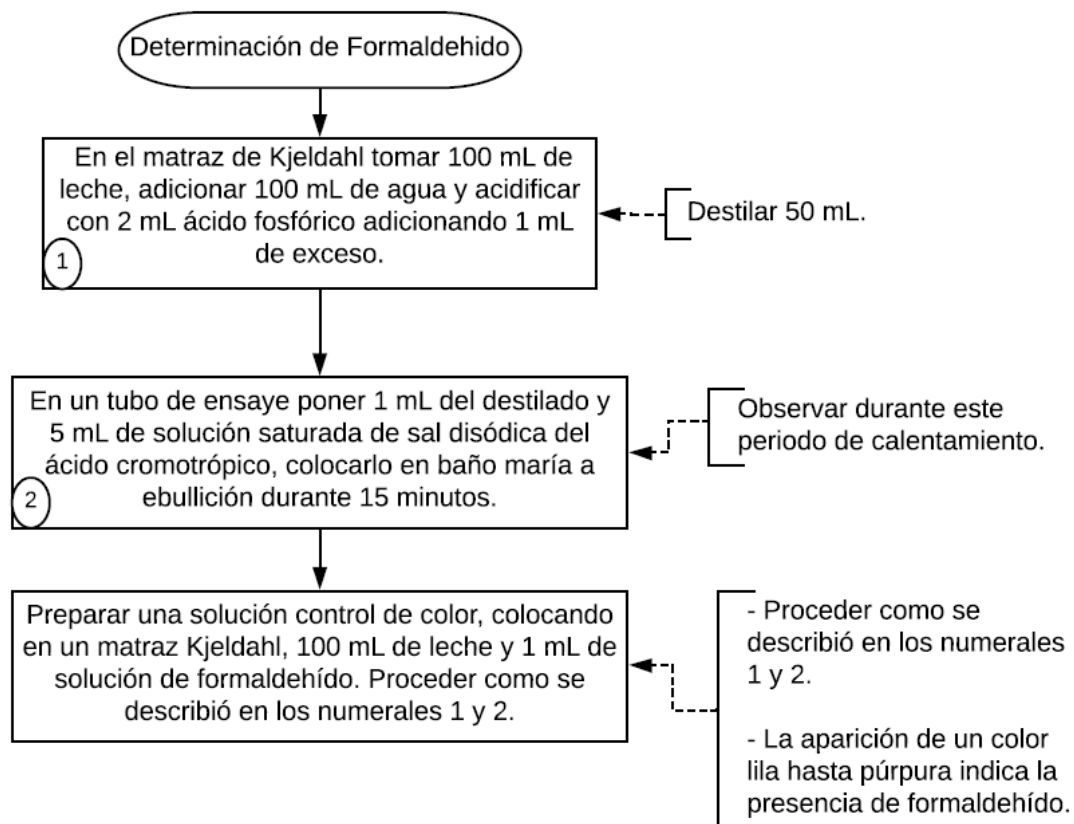 Determinación de Formaldehido
En el matraz de Kjeldahl tomar 100 mL de
leche, adicionar 100 mL de agua y acidificar
con 2 mL ácido fosfórico adicionando 1 mL
de exceso.
1
Destilar 50 mL.
En un tubo de ensaye poner 1 mL del destilado y
5 mL de solución saturada de sal disódica del
ácido cromotrópico, colocarlo en baño maría a
ebullición durante 15 minutos.
2
Observar durante este
periodo de calentamiento.
Preparar una solución control de color, colocando
en un matraz Kjeldahl, 100 mL de leche y 1 mL de
solución de formaldehído. Proceder como se
describió en los numerales 1 y 2.
- Proceder como se
describió en los numerales
1 y 2.
- La aparición de un color
lila hasta púrpura indica la
presencia de formaldehído.